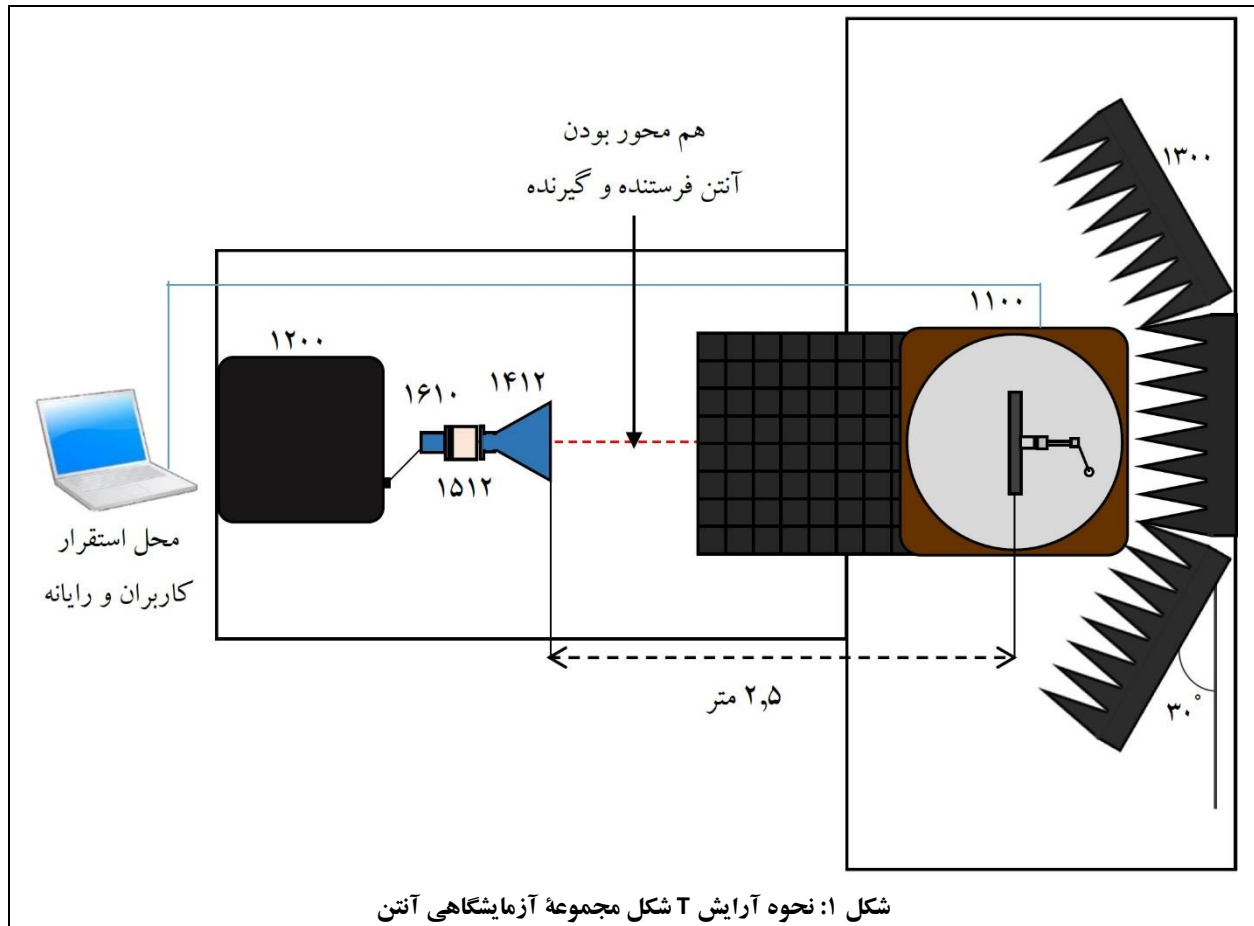 هم محور بودن
آنتن فرستنده و گیرنده
۱۳۰۰
۱۱۰۰
۱۲۰۰
۱۶۱۰
۱۴۱۲
۱۵۱۲
محل استقرار
کاربران و رایانه
۲,۵ متر
۳۰°
شکل ۱: نحوه آرایش T شکل مجموعهٔ آزمایشگاهی آنتن